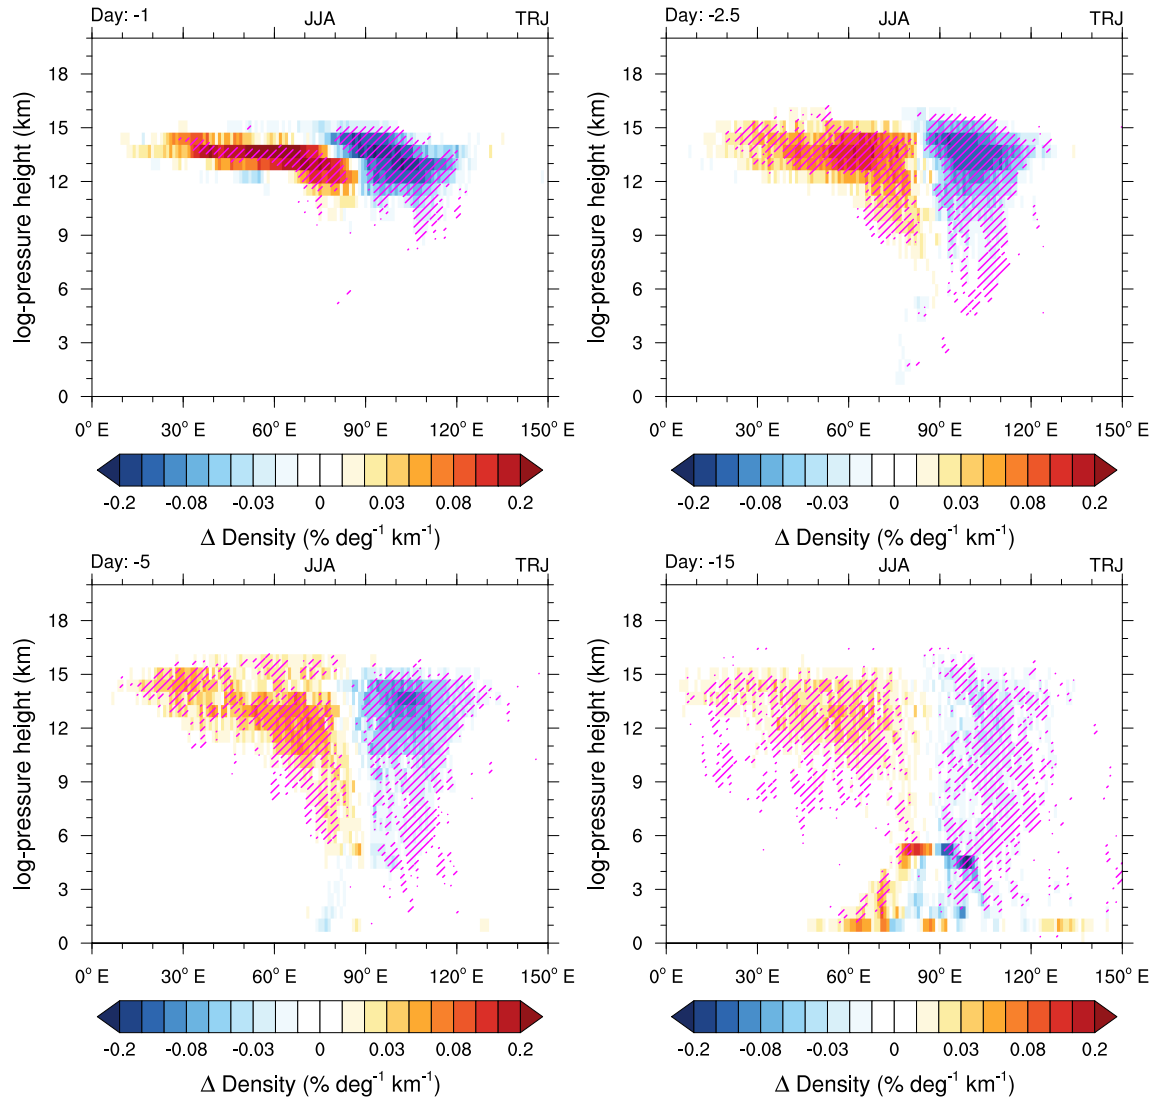 Day: -1 JJA TRJ
log-pressure height (km)
18
15
12
9
6
3
0
0° E 30° E 60° E 90° E 120° E 150° E
-0.2 -0.08 -0.03 0 0.03 0.08 0.2
Δ Density (% deg⁻¹ km⁻¹)
Day: -2.5 JJA TRJ
log-pressure height (km)
18
15
12
9
6
3
0
0° E 30° E 60° E 90° E 120° E 150° E
-0.2 -0.08 -0.03 0 0.03 0.08 0.2
Δ Density (% deg⁻¹ km⁻¹)
Day: -5 JJA TRJ
log-pressure height (km)
18
15
12
9
6
3
0
0° E 30° E 60° E 90° E 120° E 150° E
-0.2 -0.08 -0.03 0 0.03 0.08 0.2
Δ Density (% deg⁻¹ km⁻¹)
Day: -15 JJA TRJ
log-pressure height (km)
18
15
12
9
6
3
0
0° E 30° E 60° E 90° E 120° E 150° E
-0.2 -0.08 -0.03 0 0.03 0.08 0.2
Δ Density (% deg⁻¹ km⁻¹)